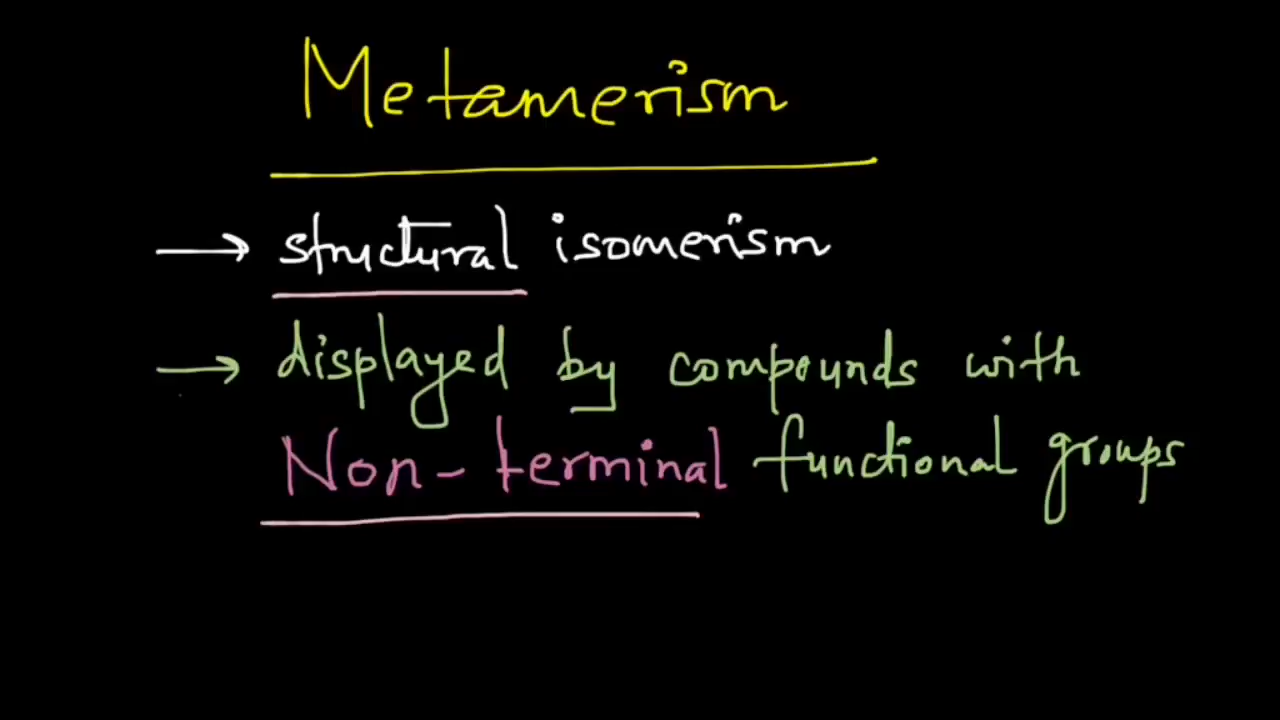 Metamerism
→ structural isomerism
→ displayed by compounds with
Non-terminal functional groups